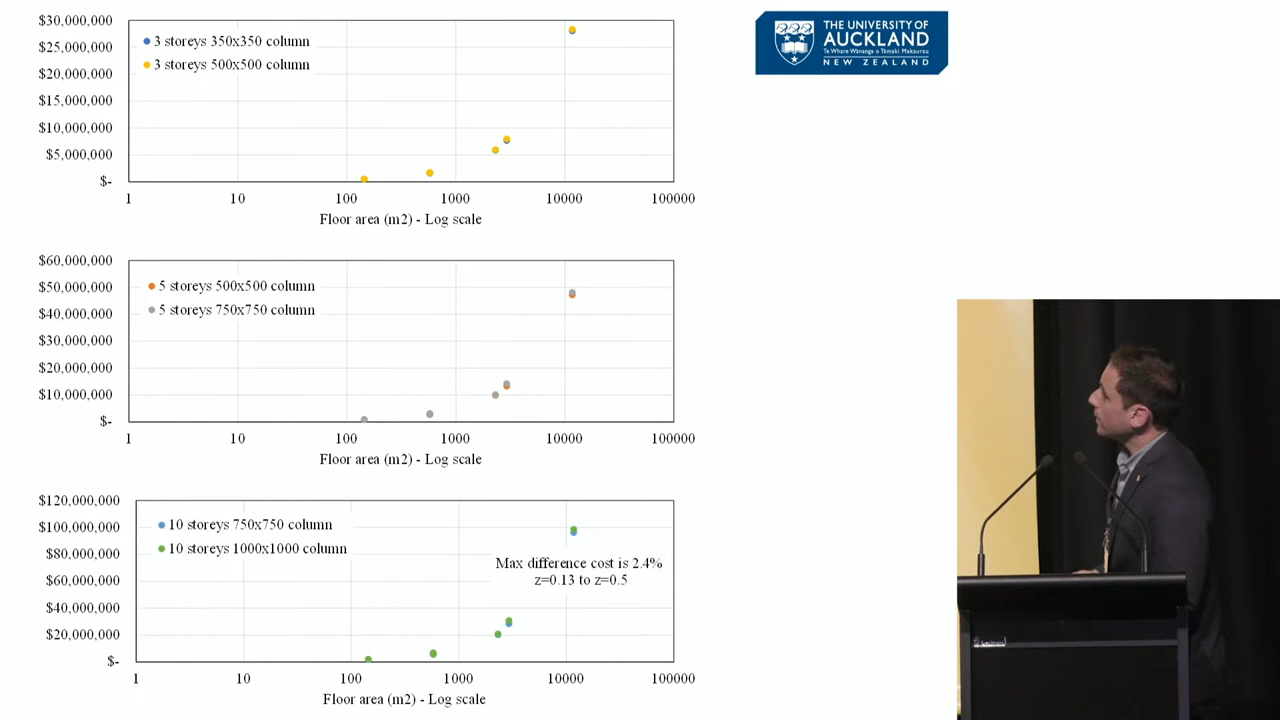 $30,000,000
$25,000,000
$20,000,000
$15,000,000
$10,000,000
$5,000,000
$-
3 storeys 350x350 column
3 storeys 500x500 column
1 10 100 1000 10000 100000
Floor area (m2) - Log scale
THE UNIVERSITY OF
AUCKLAND
Te Whare Wānanga o Tāmaki Makaurau
NEW ZEALAND
$60,000,000
$50,000,000
$40,000,000
$30,000,000
$20,000,000
$10,000,000
$-
5 storeys 500x500 column
5 storeys 750x750 column
1 10 100 1000 10000 100000
Floor area (m2) - Log scale
$120,000,000
$100,000,000
$80,000,000
$60,000,000
$40,000,000
$20,000,000
$-
10 storeys 750x750 column
10 storeys 1000x1000 column
Max difference cost is 2.4%
z=0.13 to z=0.5
1 10 100 1000 10000 100000
Floor area (m2) - Log scale